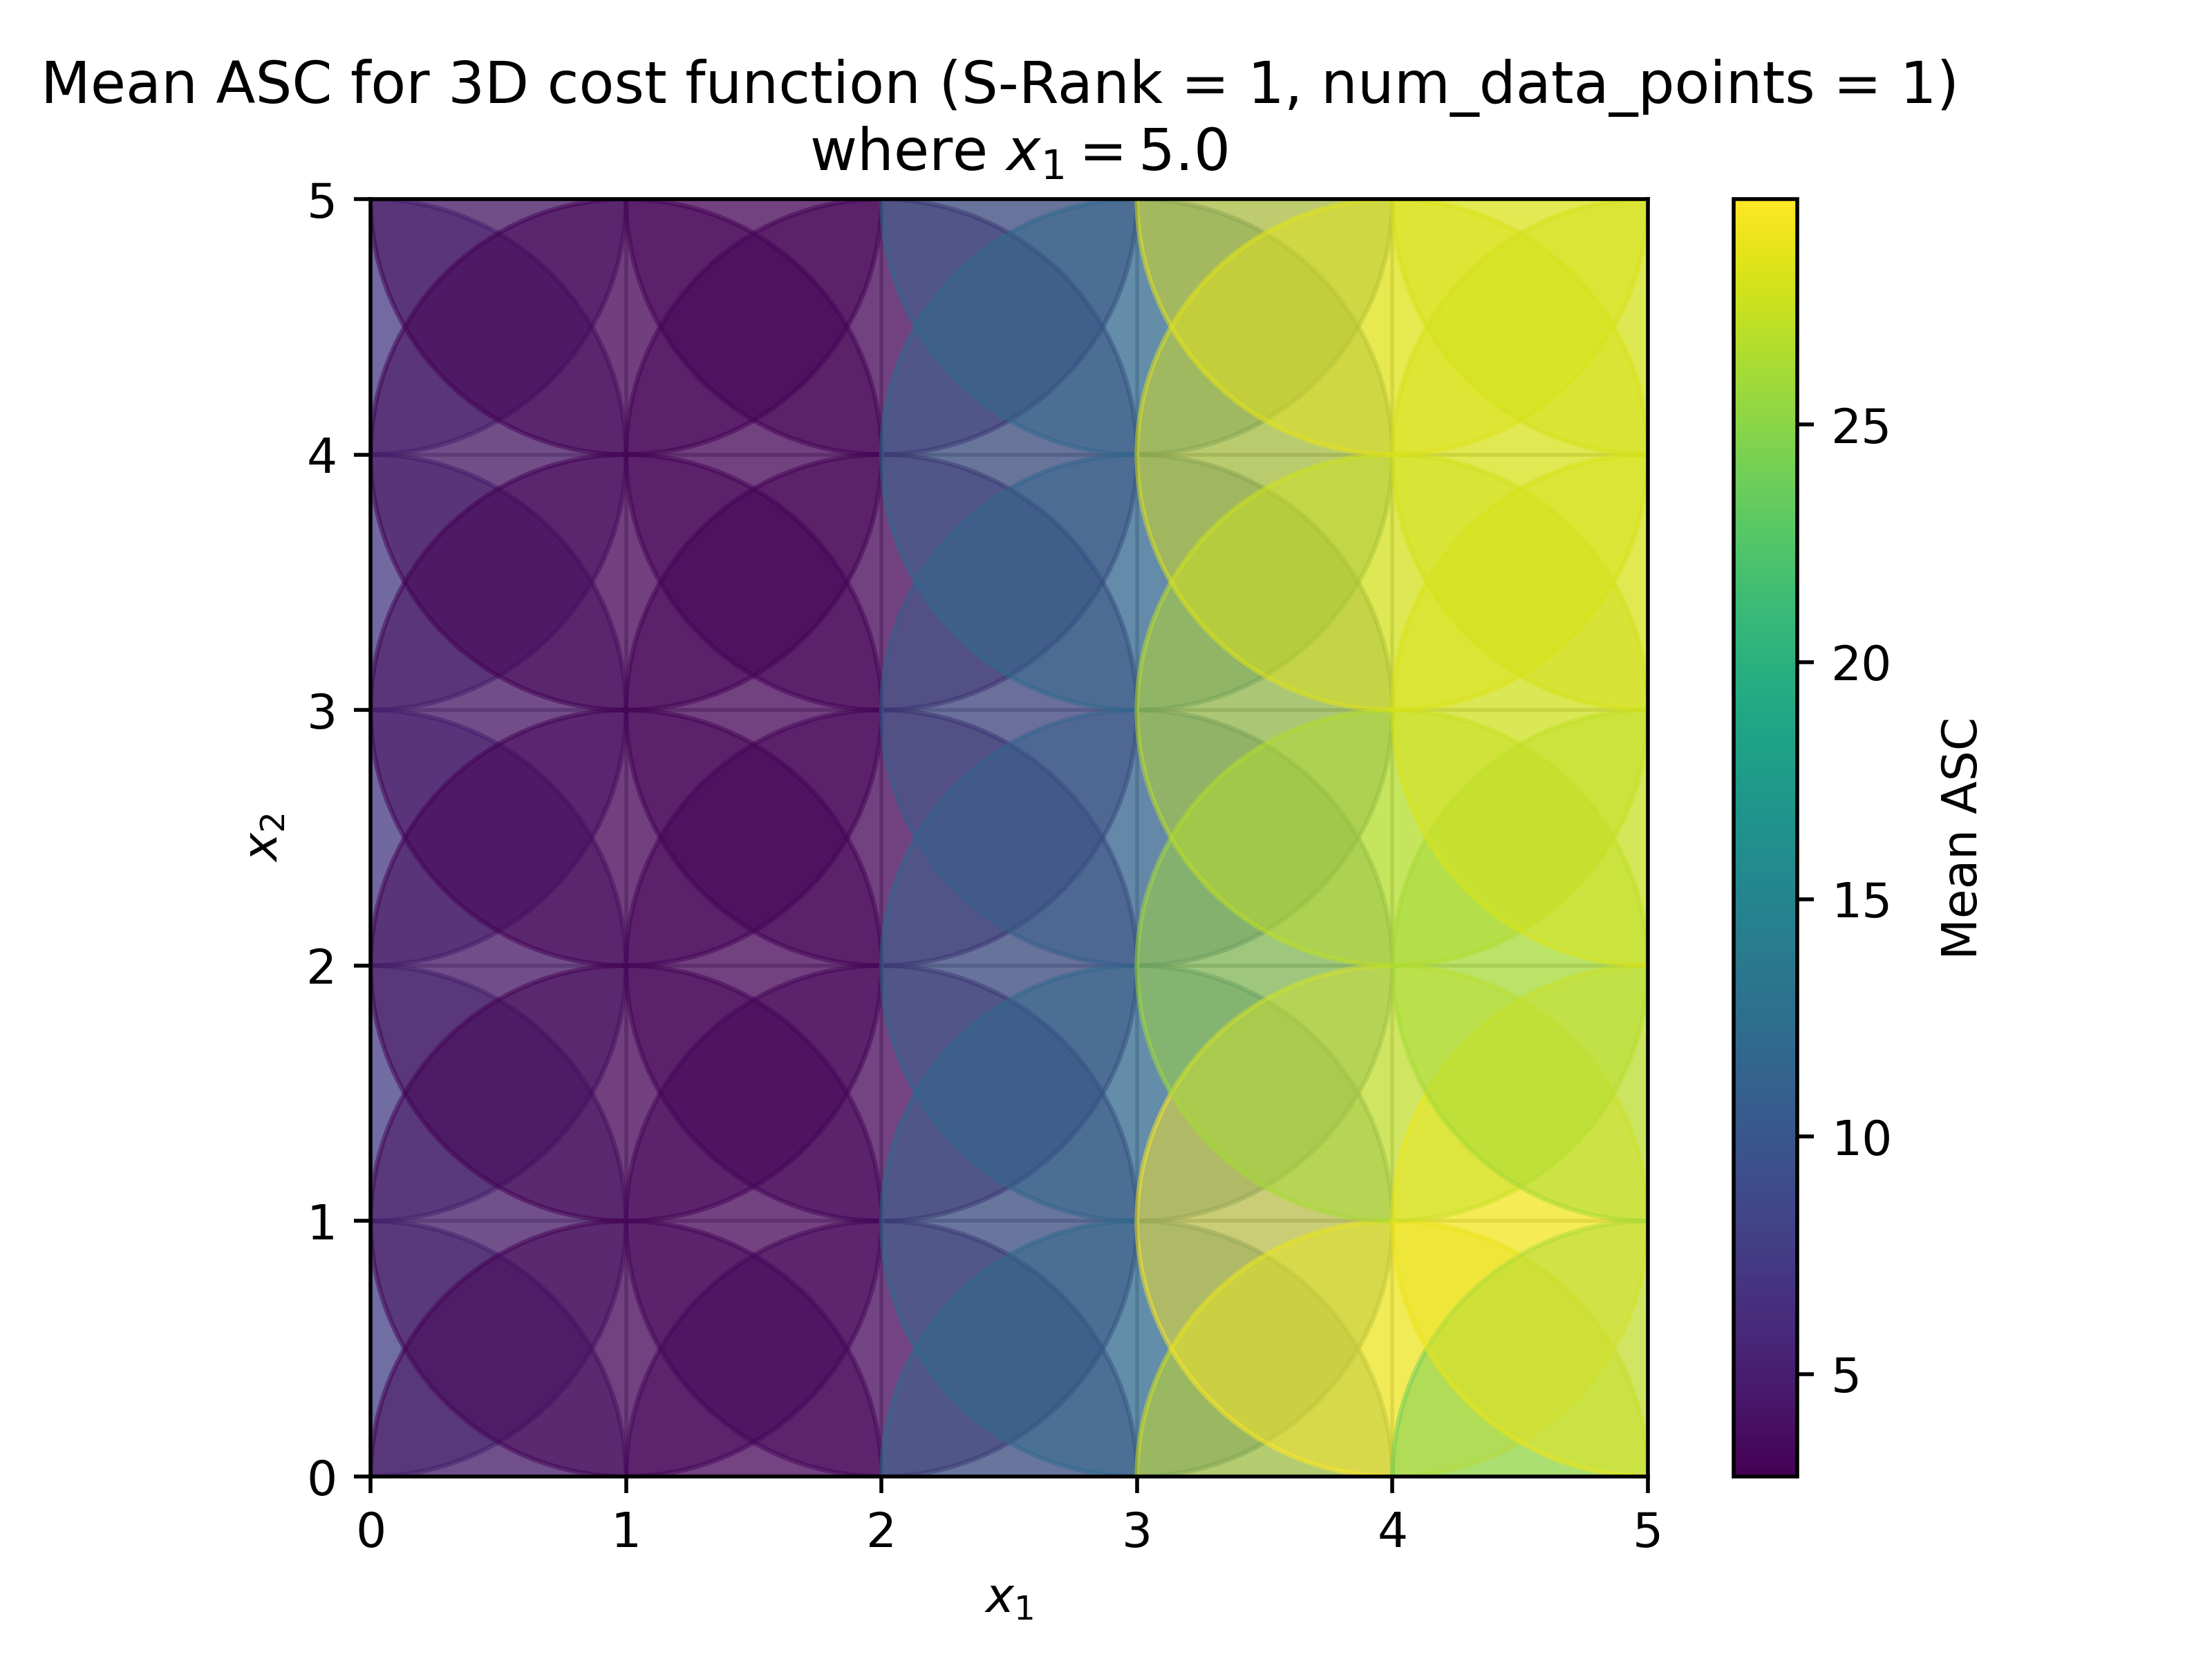 Mean ASC for 3D cost function (S-Rank = 1, num_data_points = 1)
where x₁ = 5.0
5
4
3
2
1
0
x₂
0 1 2 3 4 5
x₁
25
20
15
10
5
Mean ASC